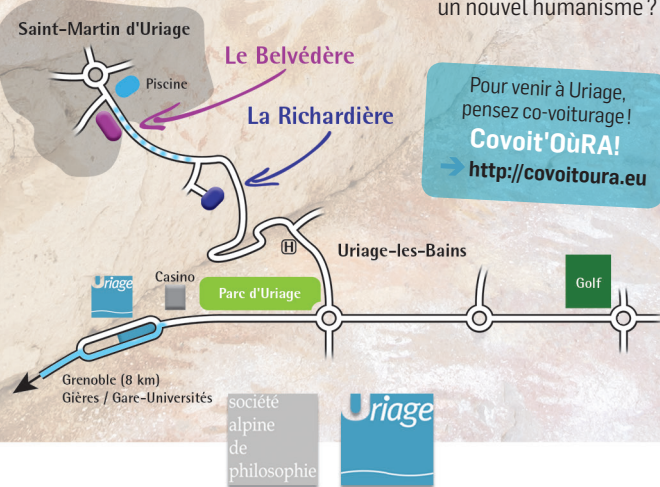 un nouvel humanisme ?
Saint-Martin d'Uriage
Le Belvédère
Piscine
La Richardière
Pour venir à Uriage,
pensez co-voiturage !
Covoit'OùRA!
http://covoitoura.eu
H
Uriage-les-Bains
Uriage
Casino
Parc d'Uriage
Golf
Grenoble (8 km)
Gières / Gare-Universités
société
alpine
de
philosophie
Uriage